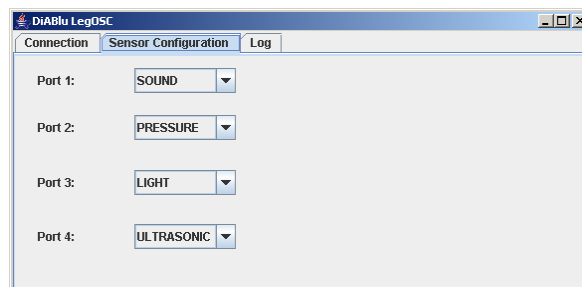 DiABlu LegOSC
Connection Sensor Configuration Log
Port 1: SOUND
Port 2: PRESSURE
Port 3: LIGHT
Port 4: ULTRASONIC